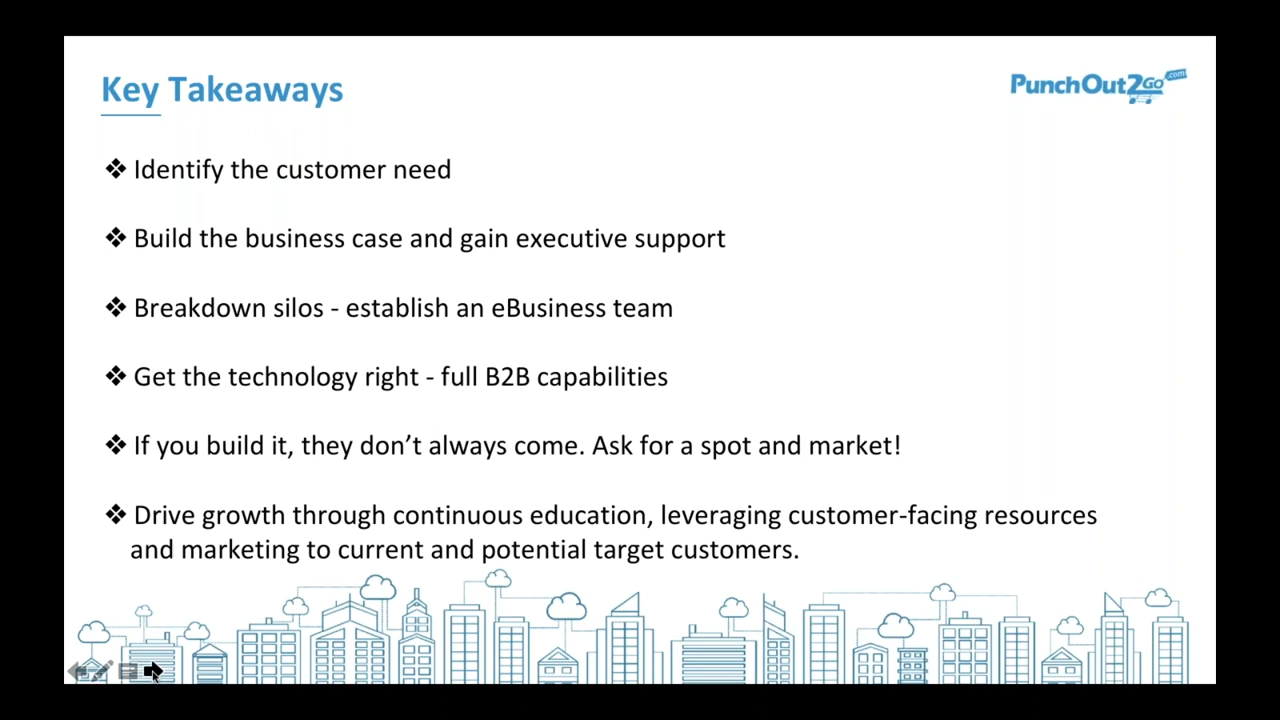 Key Takeaways
PunchOut2Go.com
❖ Identify the customer need
❖ Build the business case and gain executive support
❖ Breakdown silos - establish an eBusiness team
❖ Get the technology right - full B2B capabilities
❖ If you build it, they don’t always come. Ask for a spot and market!
❖ Drive growth through continuous education, leveraging customer-facing resources
and marketing to current and potential target customers.